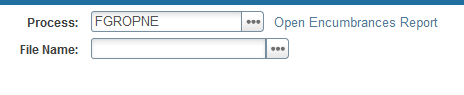 Process: FGROPNE ... Open Encumbrances Report
File Name: ...